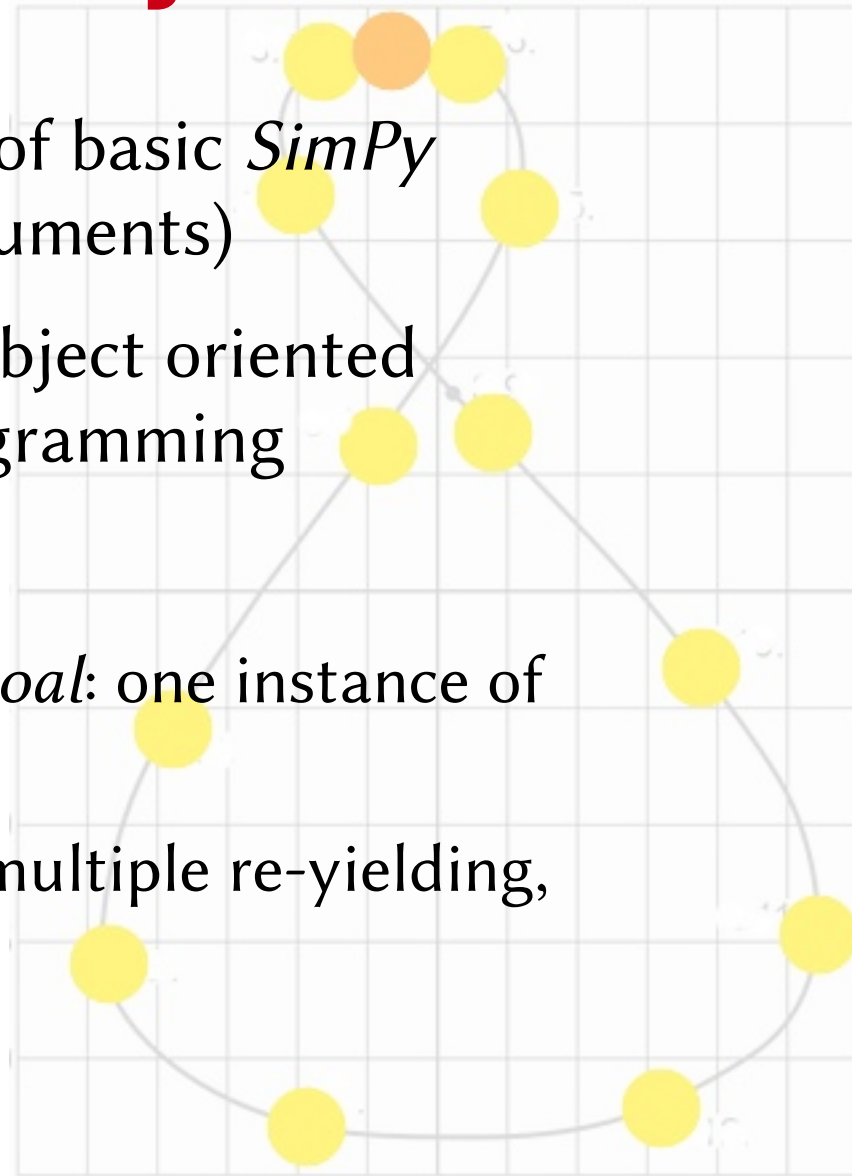 of basic SimPy
uments)
bject oriented
gramming
oal: one instance of
multiple re-yielding,